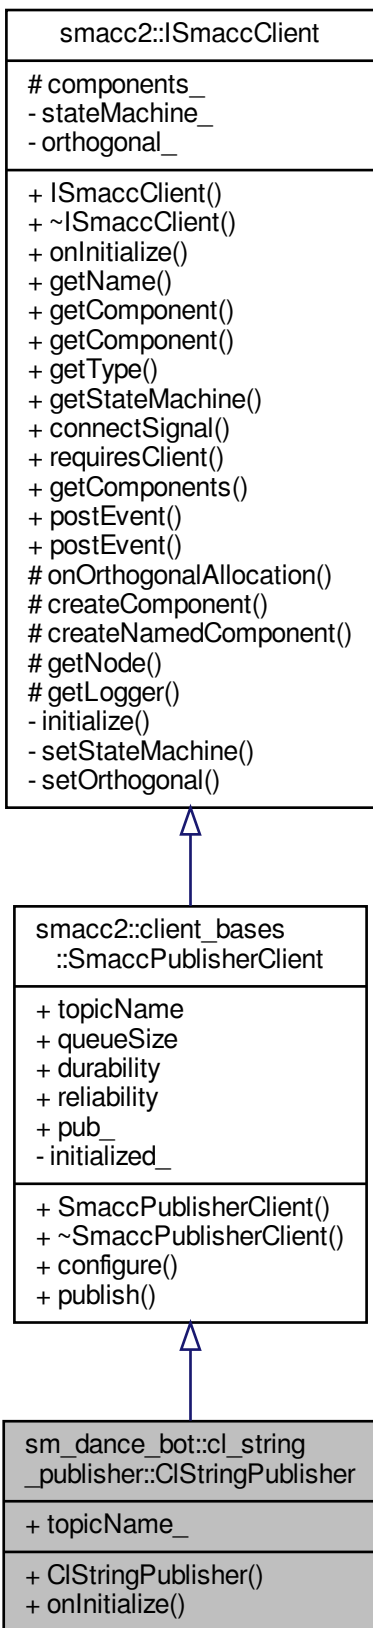 smacc2::ISmaccClient
# components_
- stateMachine_
- orthogonal_
+ ISmaccClient()
+ ~ISmaccClient()
+ onInitialize()
+ getName()
+ getComponent()
+ getComponent()
+ getType()
+ getStateMachine()
+ connectSignal()
+ requiresClient()
+ getComponents()
+ postEvent()
+ postEvent()
# onOrthogonalAllocation()
# createComponent()
# createNamedComponent()
# getNode()
# getLogger()
- initialize()
- setStateMachine()
- setOrthogonal()
smacc2::client_bases
::SmaccPublisherClient
+ topicName
+ queueSize
+ durability
+ reliability
+ pub_
- initialized_
+ SmaccPublisherClient()
+ ~SmaccPublisherClient()
+ configure()
+ publish()
sm_dance_bot::cl_string
_publisher::ClStringPublisher
+ topicName_
+ ClStringPublisher()
+ onInitialize()